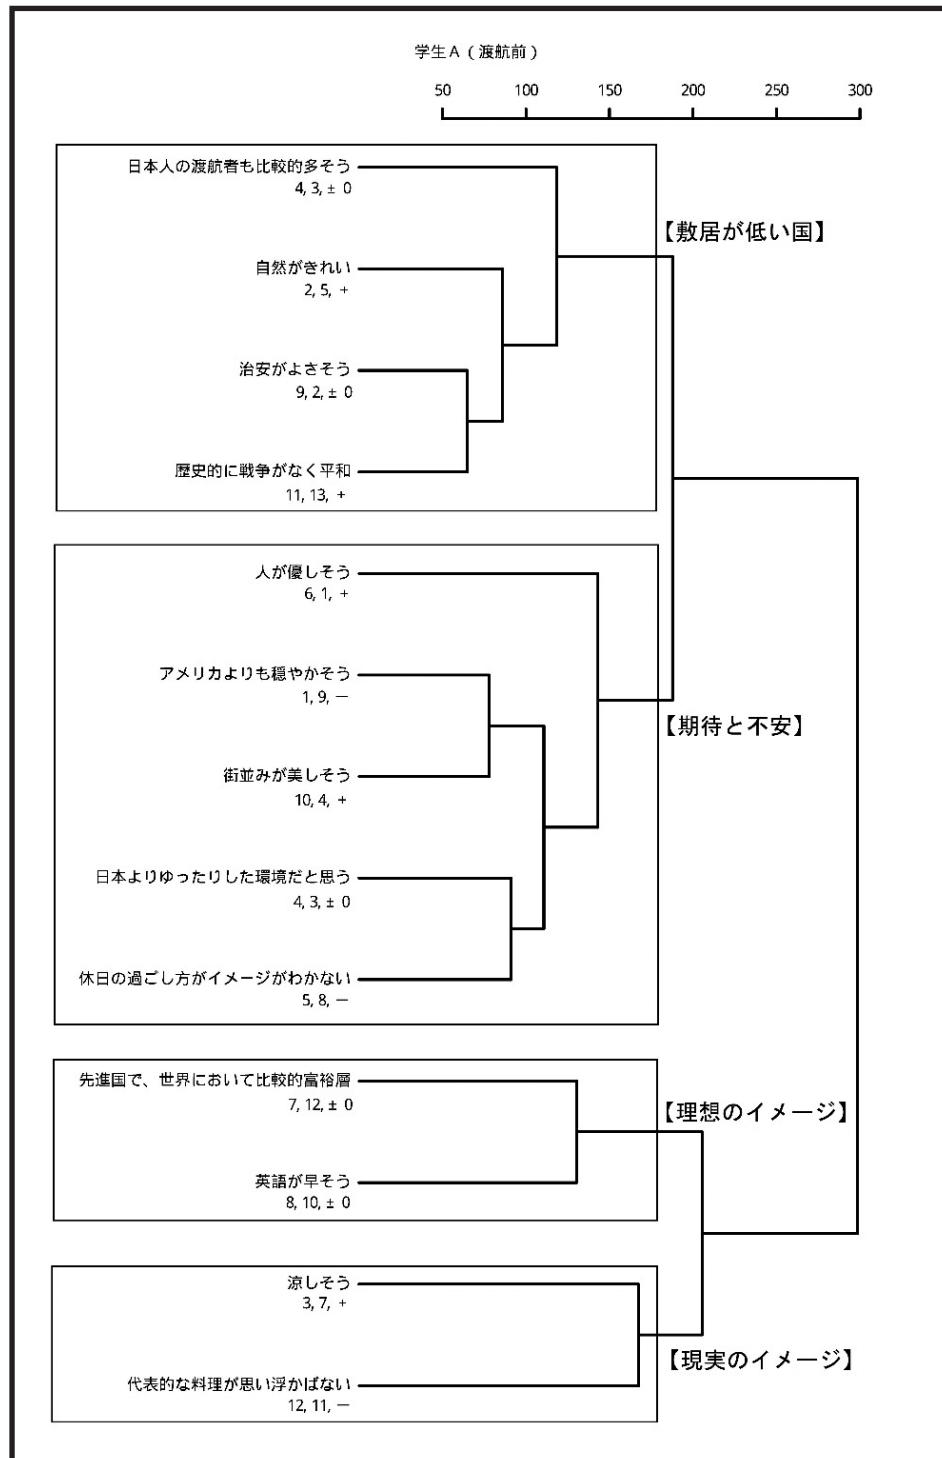 学生A（渡航前）
50 100 150 200 250 300
日本人の渡航者も比較的多そう
4, 3, ± 0
【敷居が低い国】
自然がきれい
2, 5, +
治安がよさそう
9, 2, ± 0
歴史的に戦争がなく平和
11, 13, +
人が優しそう
6, 1, +
アメリカよりも穏やかそう
1, 9, －
【期待と不安】
街並みが美しそう
10, 4, +
日本よりゆったりした環境だと思う
4, 3, ± 0
休日の過ごし方がイメージがわかない
5, 8, －
先進国で、世界において比較的富裕層
7, 12, ± 0
【理想のイメージ】
英語が早そう
8, 10, ± 0
涼しそう
3, 7, +
【現実のイメージ】
代表的な料理が思い浮かばない
12, 11, －